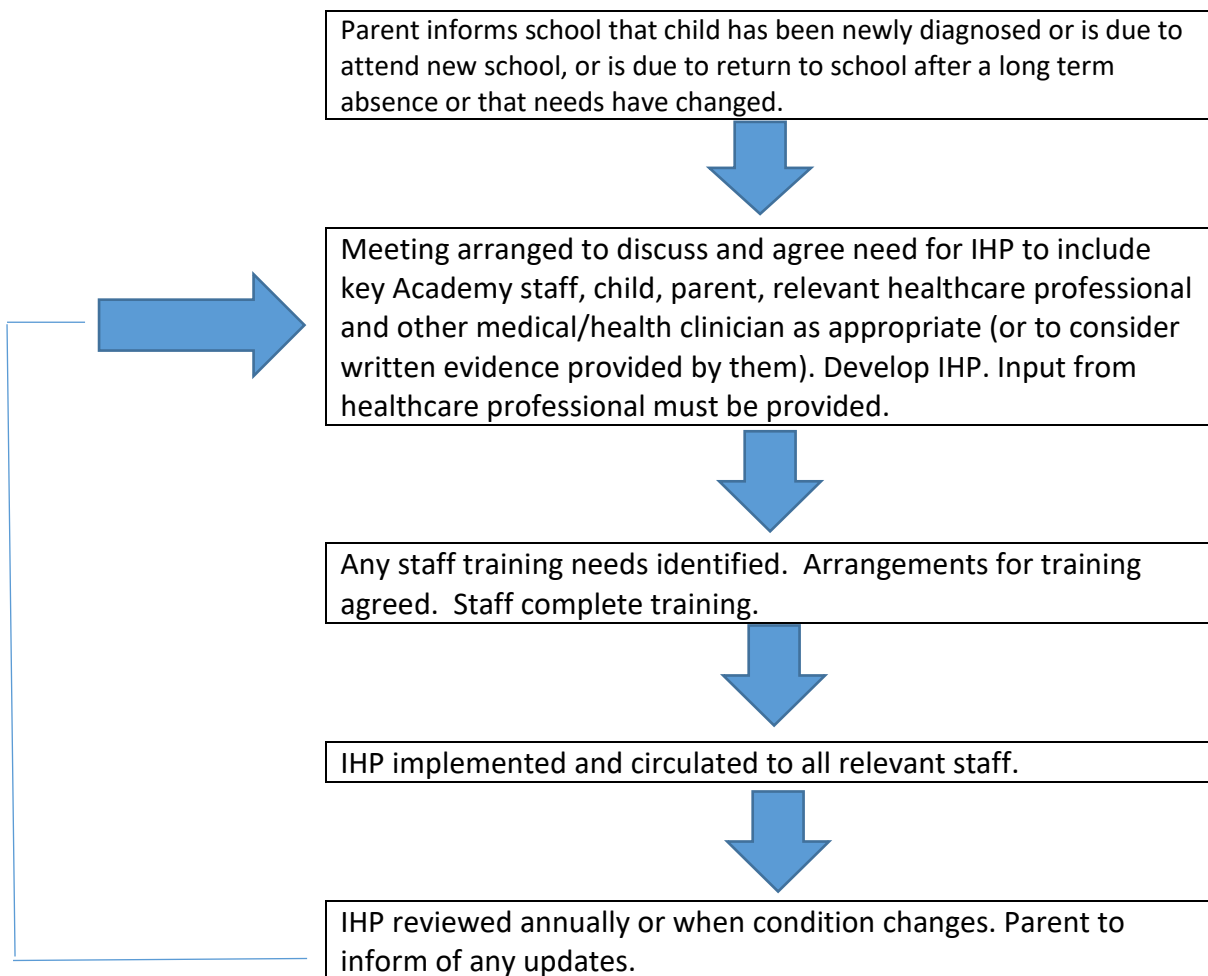 Parent informs school that child has been newly diagnosed or is due to
attend new school, or is due to return to school after a long term
absence or that needs have changed.
Meeting arranged to discuss and agree need for IHP to include
key Academy staff, child, parent, relevant healthcare professional
and other medical/health clinician as appropriate (or to consider
written evidence provided by them). Develop IHP. Input from
healthcare professional must be provided.
Any staff training needs identified.  Arrangements for training
agreed.  Staff complete training.
IHP implemented and circulated to all relevant staff.
IHP reviewed annually or when condition changes. Parent to
inform of any updates.